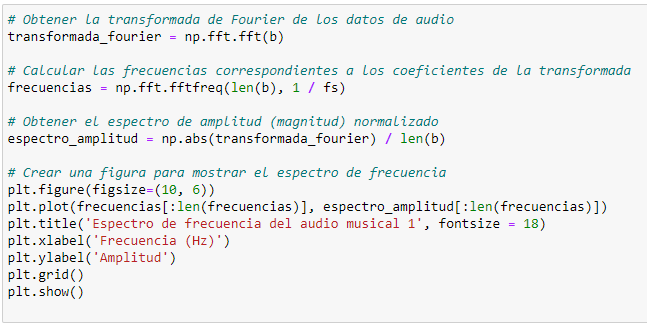 # Obtener la transformada de Fourier de los datos de audio
transformada_fourier = np.fft.fft(b)
# Calcular las frecuencias correspondientes a los coeficientes de la transformada
frecuencias = np.fft.fftfreq(len(b), 1 / fs)
# Obtener el espectro de amplitud (magnitud) normalizado
espectro_amplitud = np.abs(transformada_fourier) / len(b)
# Crear una figura para mostrar el espectro de frecuencia
plt.figure(figsize=(10, 6))
plt.plot(frecuencias[:len(frecuencias)], espectro_amplitud[:len(frecuencias)])
plt.title('Espectro de frecuencia del audio musical 1', fontsize = 18)
plt.xlabel('Frecuencia (Hz)')
plt.ylabel('Amplitud')
plt.grid()
plt.show()